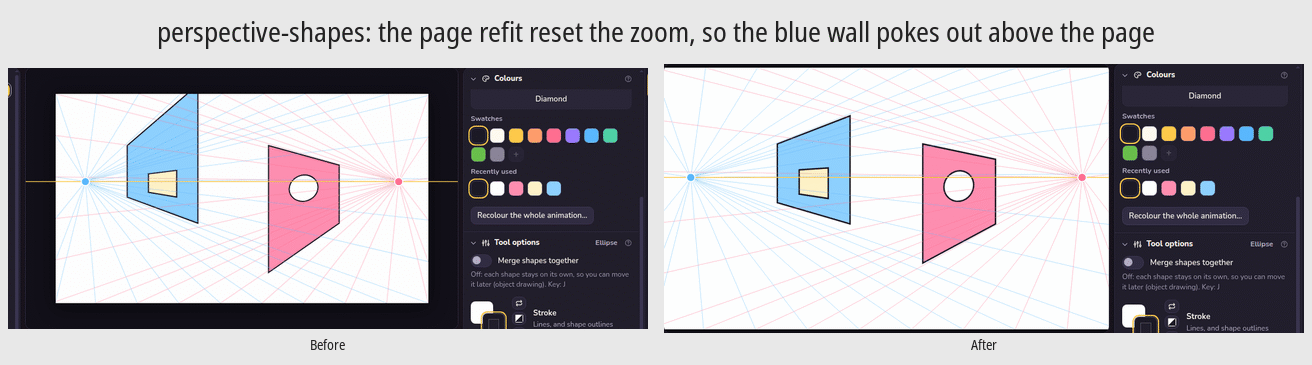 perspective-shapes: the page refit reset the zoom, so the blue wall pokes out above the page
Colours
Diamond
Swatches
+
Recently used
Recolour the whole animation...
Tool options
Ellipse
Merge shapes together
Off: each shape stays on its own, so you can move
it later (object drawing). Key: J
Stroke
Lines, and shape outlines
Before
Colours
Diamond
Swatches
+
Recently used
Recolour the whole animation...
Tool options
Ellipse
Merge shapes together
Off: each shape stays on its own, so you can move
it later (object drawing). Key: J
Stroke
Lines, and shape outlines
After